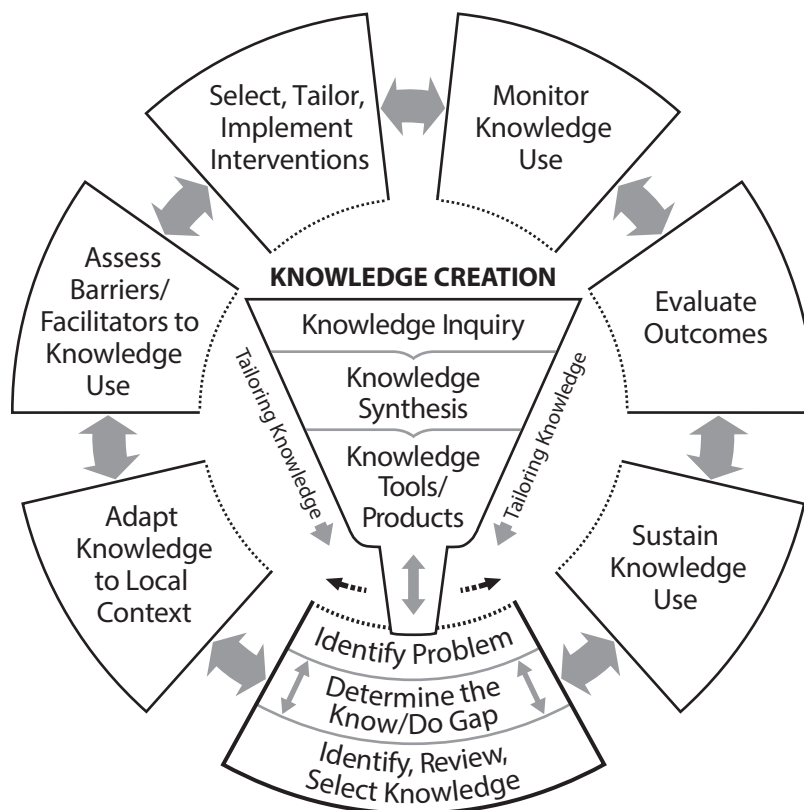 Select, Tailor,
Implement
Interventions
Monitor
Knowledge
Use
Assess
Barriers/
Facilitators to
Knowledge
Use
Evaluate
Outcomes
KNOWLEDGE CREATION
Knowledge Inquiry
Knowledge
Synthesis
Knowledge
Tools/
Products
Tailoring Knowledge
Tailoring Knowledge
Adapt
Knowledge
to Local
Context
Sustain
Knowledge
Use
Identify Problem
Determine the
Know/Do Gap
Identify, Review,
Select Knowledge